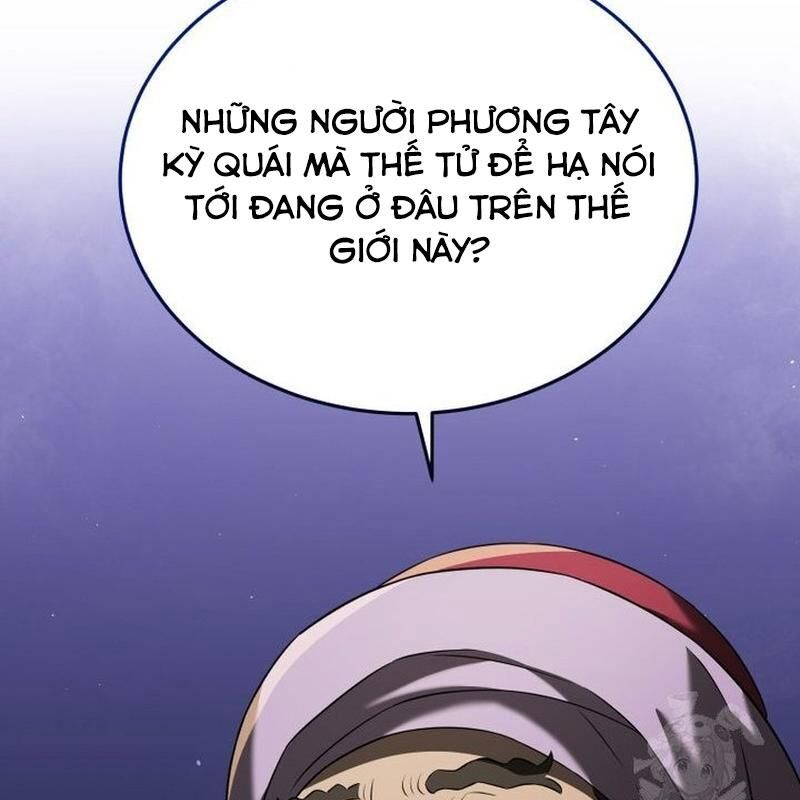 NHỮNG NGƯỜI PHƯƠNG TÂY
KỲ QUÁI MÀ THẾ TỬ ĐỂ HẠ NÓI
TỚI ĐANG Ở ĐÂU TRÊN THẾ
GIỚI NÀY?